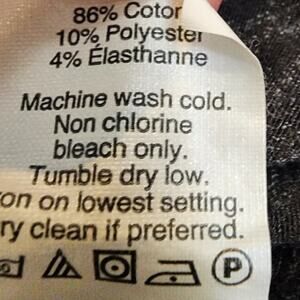 86% Cotor
10% Polyester
4% Élasthanne
Machine wash cold.
Non chlorine
bleach only.
Tumble dry low.
on on lowest setting.
ry clean if preferred.
P